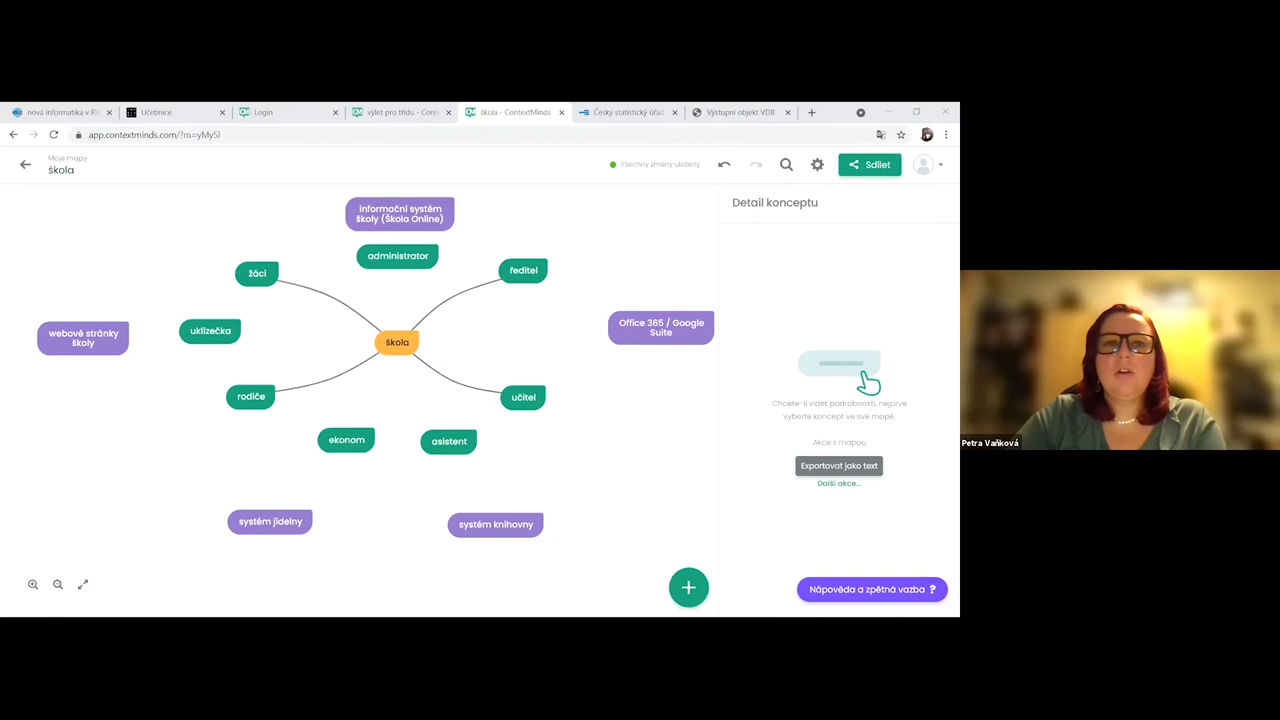 nová informatika v RV
Učebnice
Login
výlet pro třídu - Conte
škola - ContextMinds
Český statistický úřad
Výstupní objekt VDB
app.contextminds.com/?m=yMy5l
Moje mapy
škola
Všechny změny uloženy
Sdílet
Detail konceptu
informační systém
školy (Škola Online)
administrator
žáci
ředitel
uklízečka
webové stránky
školy
Office 365 / Google
Suite
škola
rodiče
učitel
ekonom
asistent
systém jídelny
systém knihovny
Chcete-li vidět podrobnosti, nejprve
vyberte koncept ve své mapě.
Akce s mapou
Exportovat jako text
Další akce...
Nápověda a zpětná vazba ?
Petra Vaňková